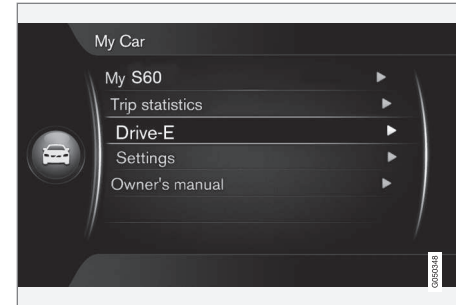 My Car
My S60
Trip statistics
Drive-E
Settings
Owner's manual
G050348